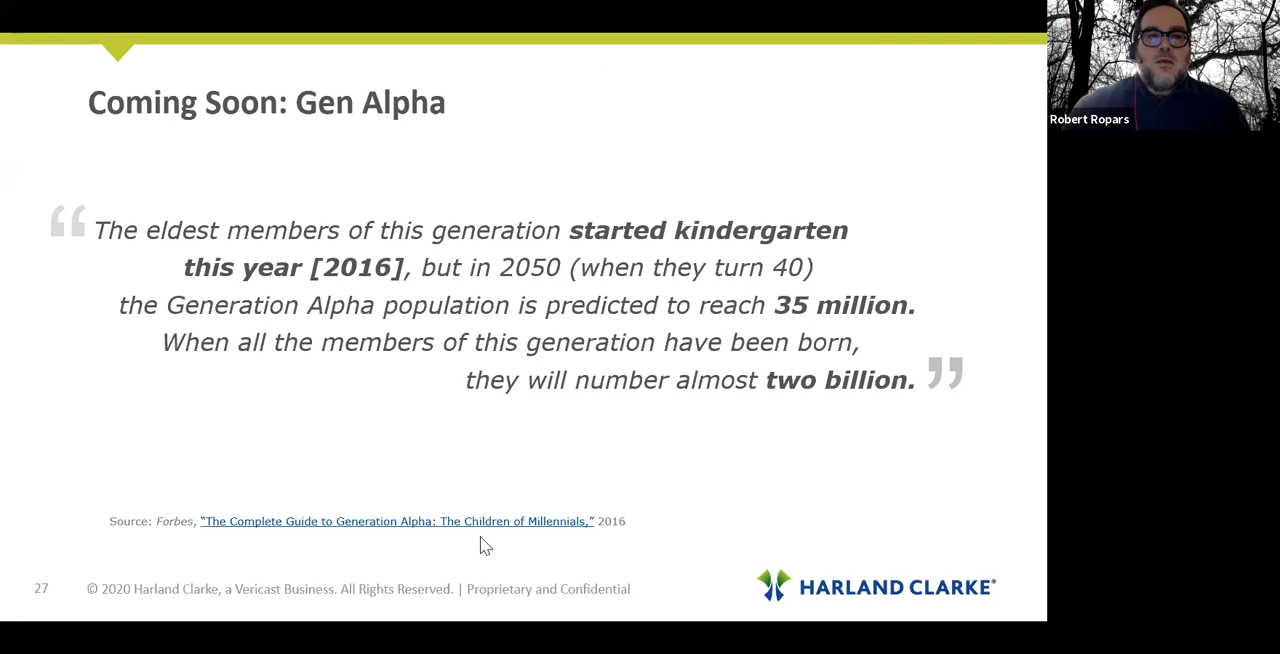 Coming Soon: Gen Alpha
Robert Ropars
“The eldest members of this generation started kindergarten
this year [2016], but in 2050 (when they turn 40)
the Generation Alpha population is predicted to reach 35 million.
When all the members of this generation have been born,
they will number almost two billion.”
Source: Forbes, “The Complete Guide to Generation Alpha: The Children of Millennials,” 2016
27 © 2020 Harland Clarke, a Vericast Business. All Rights Reserved. | Proprietary and Confidential
HARLAND CLARKE®